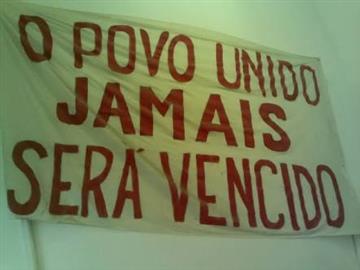 O POVO UNIDO
JAMAIS
SERÁ VENCIDO